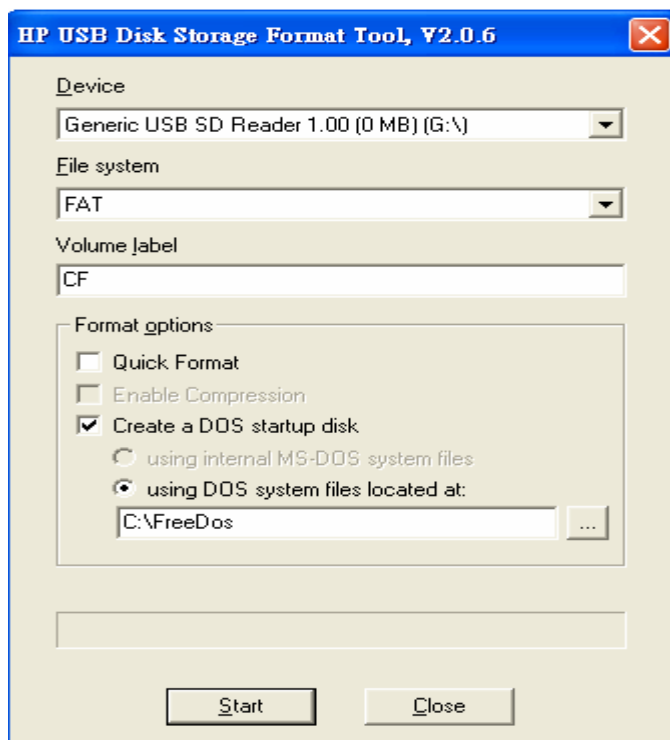 HP USB Disk Storage Format Tool, V2.0.6
Device
Generic USB SD Reader 1.00 (0 MB) (G:\)
File system
FAT
Volume label
CF
Format options
Quick Format
Enable Compression
Create a DOS startup disk
using internal MS-DOS system files
using DOS system files located at:
C:\FreeDos
...
Start
Close